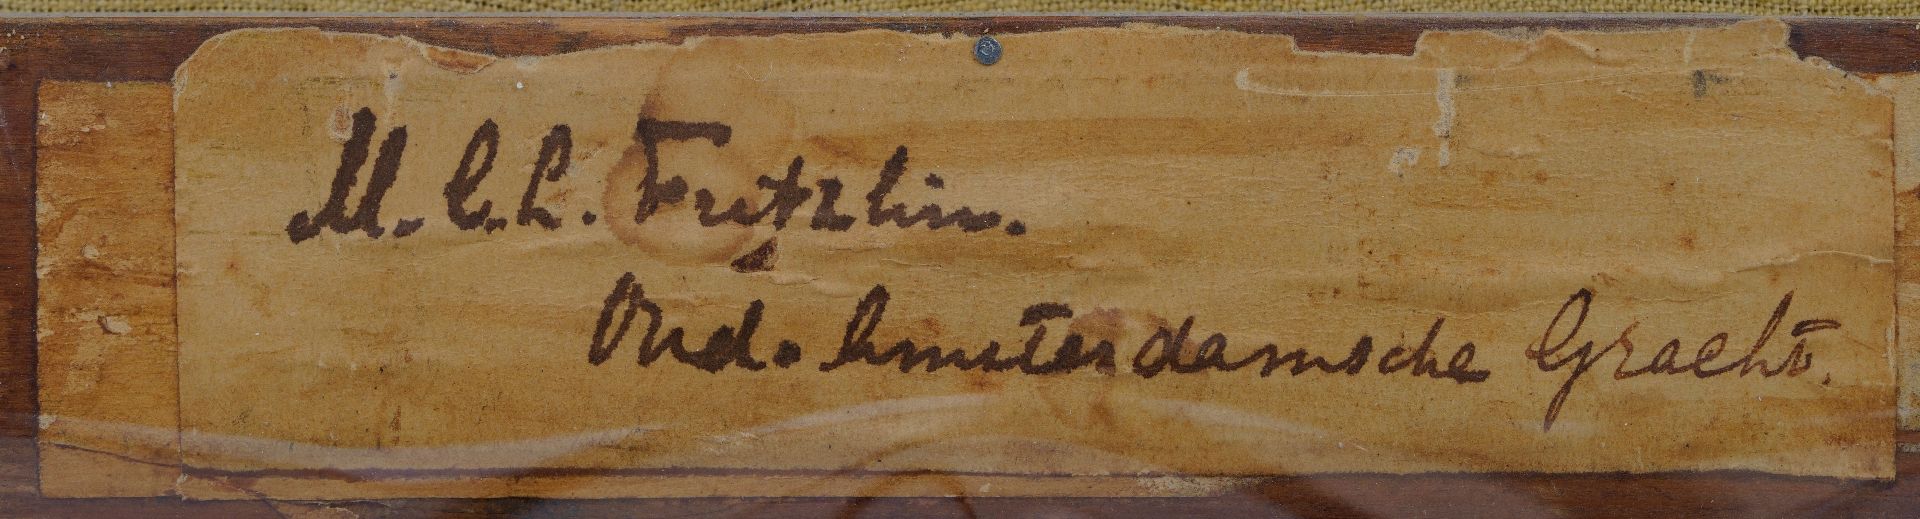 M. C. L. Fritzlin.
Oud. Amsterdamsche Gracht.